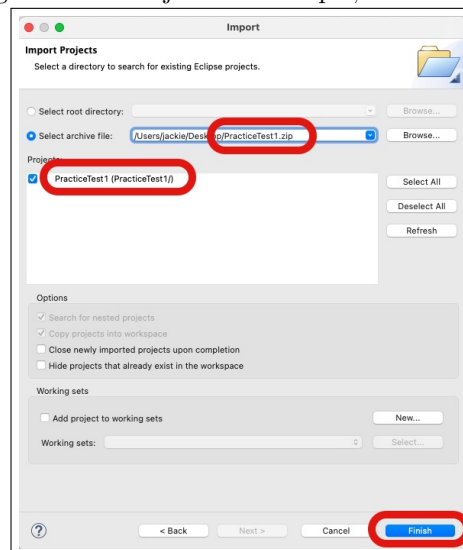 Import
Import Projects
Select a directory to search for existing Eclipse projects.
Select root directory:
Browse...
Select archive file:
/Users/jackie/Desktop/PracticeTest1.zip
Browse...
Projects:
PracticeTest1 (PracticeTest1/)
Select All
Deselect All
Refresh
Options
Search for nested projects
Copy projects into workspace
Close newly imported projects upon completion
Hide projects that already exist in the workspace
Working sets
Add project to working sets
New...
Working sets:
Select...
?
< Back
Next >
Cancel
Finish